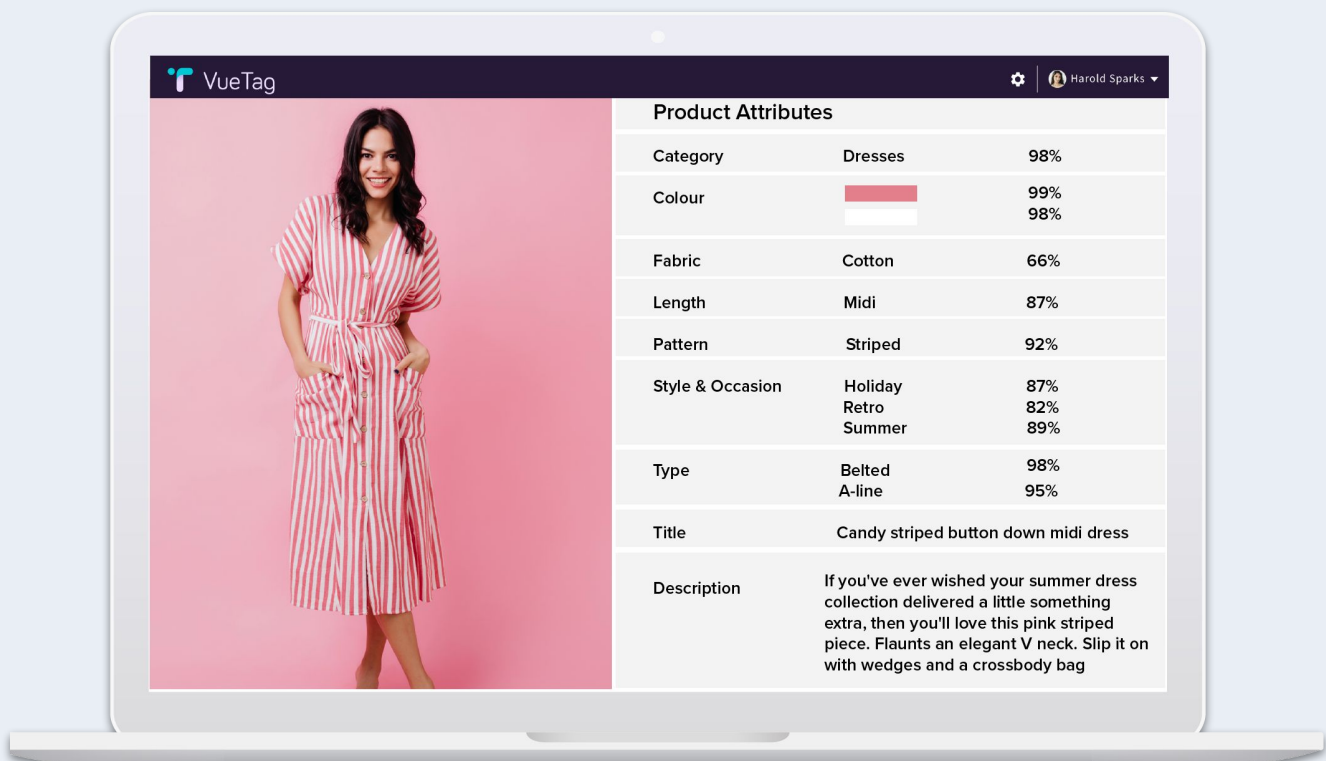 VueTag
Harold Sparks
Product Attributes
Category Dresses 98%
Colour 99%
98%
Fabric Cotton 66%
Length Midi 87%
Pattern Striped 92%
Style & Occasion Holiday 87%
Retro 82%
Summer 89%
Type Belted 98%
A-line 95%
Title Candy striped button down midi dress
Description If you've ever wished your summer dress
collection delivered a little something
extra, then you'll love this pink striped
piece. Flaunts an elegant V neck. Slip it on
with wedges and a crossbody bag